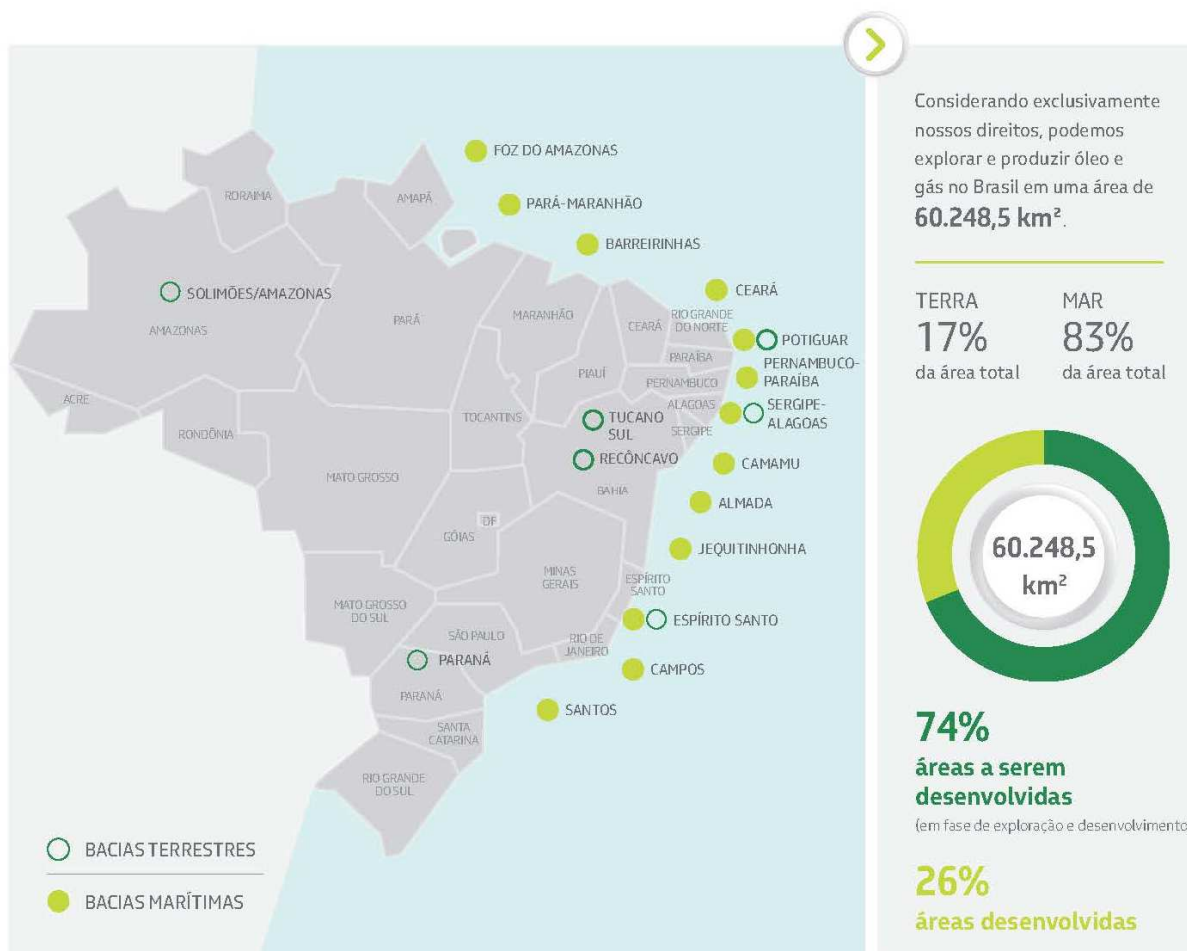 FOZ DO AMAZONAS
PARÁ-MARANHÃO
BARREIRINHAS
CEARÁ
POTIGUAR
PERNAMBUCO-
PARAÍBA
SERGIPE-
ALAGOAS
CAMAMU
ALMADA
JEQUITINHONHA
ESPÍRITO SANTO
CAMPOS
SANTOS
SOLIMÕES/AMAZONAS
TUCANO
SUL
RECÔNCAVO
PARANÁ
RORAIMA
AMAPÁ
AMAZONAS
PARÁ
MARANHÃO
CEARÁ
RIO GRANDE
DO NORTE
PARAÍBA
PIAUÍ
PERNAMBUCO
ALAGOAS
SERGIPE
ACRE
RONDÔNIA
TOCANTINS
MATO GROSSO
BAHIA
DF
GÓIAS
MINAS
GERAIS
ESPÍRITO
SANTO
MATO GROSSO
DO SUL
SÃO PAULO
RIO DE
JANEIRO
PARANÁ
SANTA
CATARINA
RIO GRANDE
DO SUL
BACIAS TERRESTRES
BACIAS MARÍTIMAS
Considerando exclusivamente
nossos direitos, podemos
explorar e produzir óleo e
gás no Brasil em uma área de
60.248,5 km².
TERRA
17%
da área total
MAR
83%
da área total
60.248,5
km²
74%
áreas a serem
desenvolvidas
(em fase de exploração e desenvolvimento
26%
áreas desenvolvidas